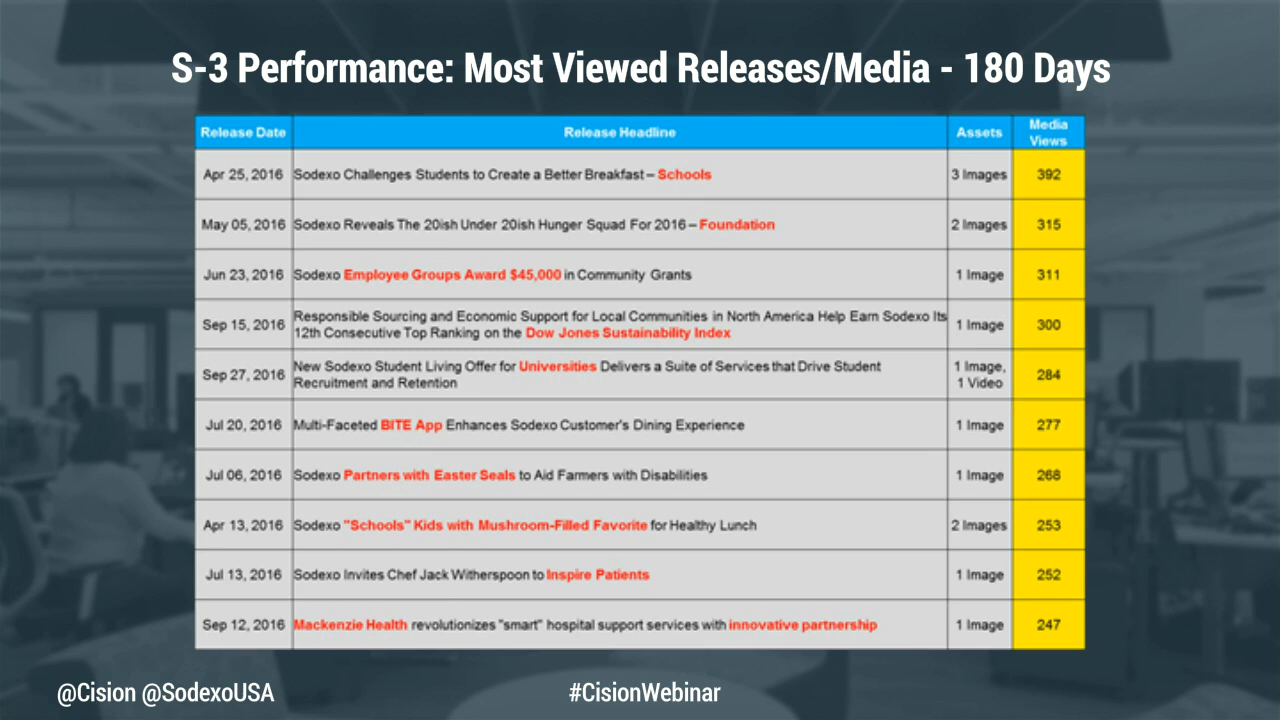 S-3 Performance: Most Viewed Releases/Media - 180 Days
Release Date Release Headline Assets Media Views
Apr 25, 2016 Sodexo Challenges Students to Create a Better Breakfast – Schools 3 Images 392
May 05, 2016 Sodexo Reveals The 20ish Under 20ish Hunger Squad For 2016 – Foundation 2 Images 315
Jun 23, 2016 Sodexo Employee Groups Award $45,000 in Community Grants 1 Image 311
Sep 15, 2016 Responsible Sourcing and Economic Support for Local Communities in North America Help Earn Sodexo Its
12th Consecutive Top Ranking on the Dow Jones Sustainability Index 1 Image 300
Sep 27, 2016 New Sodexo Student Living Offer for Universities Delivers a Suite of Services that Drive Student
Recruitment and Retention 1 Image, 1 Video 284
Jul 20, 2016 Multi-Faceted BITE App Enhances Sodexo Customer's Dining Experience 1 Image 277
Jul 06, 2016 Sodexo Partners with Easter Seals to Aid Farmers with Disabilities 1 Image 268
Apr 13, 2016 Sodexo "Schools" Kids with Mushroom-Filled Favorite for Healthy Lunch 2 Images 253
Jul 13, 2016 Sodexo Invites Chef Jack Witherspoon to Inspire Patients 1 Image 252
Sep 12, 2016 Mackenzie Health revolutionizes "smart" hospital support services with innovative partnership 1 Image 247
@Cision @SodexoUSA #CisionWebinar